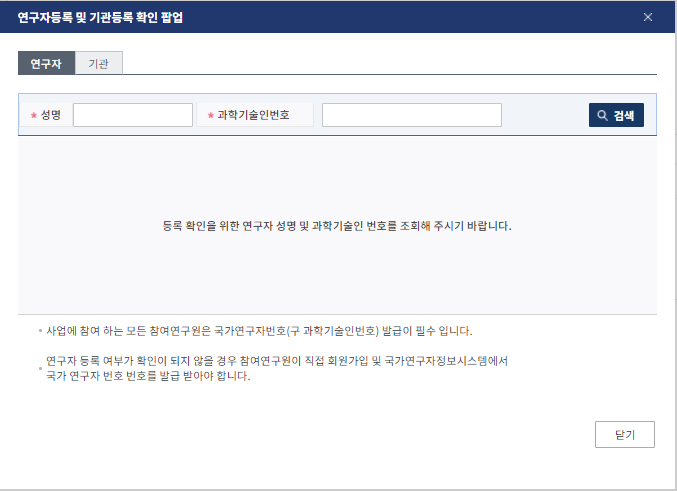 연구자등록 및 기관등록 확인 팝업
연구자 기관
* 성명 * 과학기술인번호 검색
등록 확인을 위한 연구자 성명 및 과학기술인 번호를 조회해 주시기 바랍니다.
사업에 참여 하는 모든 참여연구원은 국가연구자번호(구 과학기술인번호) 발급이 필수 입니다.
연구자 등록 여부가 확인이 되지 않을 경우 참여연구원이 직접 회원가입 및 국가연구자정보시스템에서
국가 연구자 번호 번호를 발급 받아야 합니다.
닫기